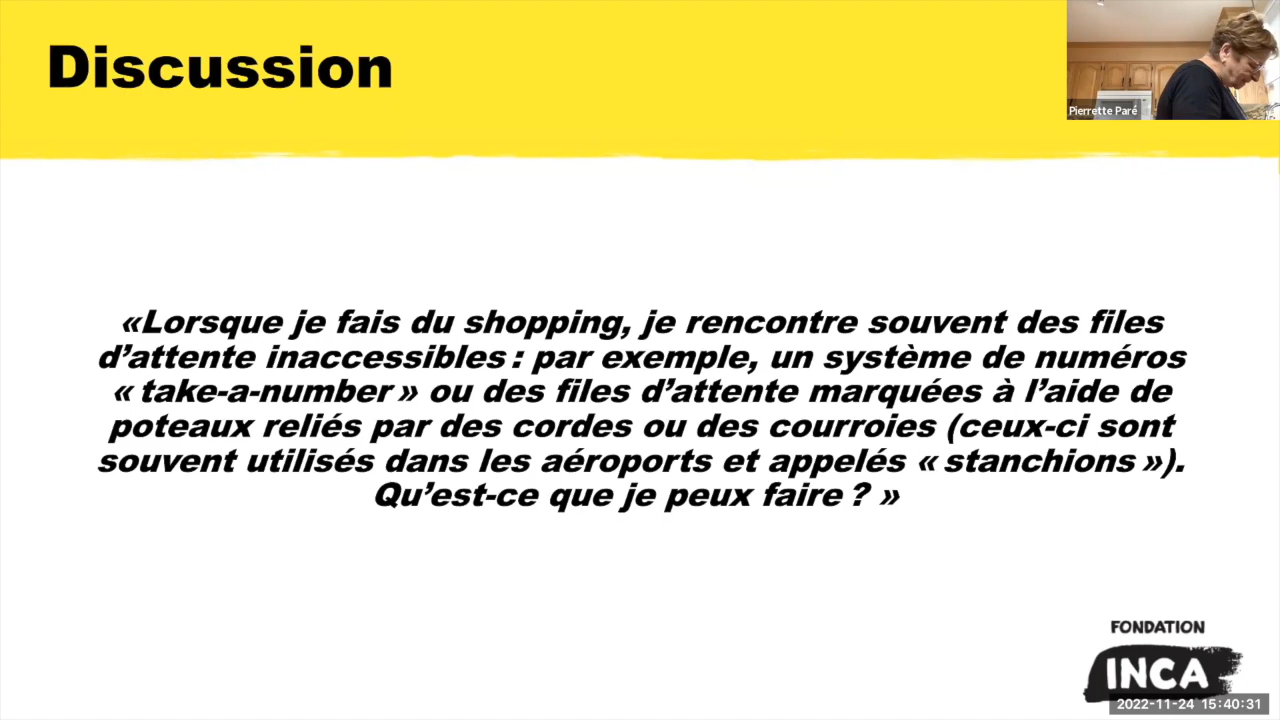 Discussion
Pierrette Paré
«Lorsque je fais du shopping, je rencontre souvent des files
d’attente inaccessibles : par exemple, un système de numéros
« take-a-number » ou des files d’attente marquées à l’aide de
poteaux reliés par des cordes ou des courroies (ceux-ci sont
souvent utilisés dans les aéroports et appelés « stanchions »).
Qu’est-ce que je peux faire ? »
FONDATION
INCA
2022-11-24 15:40:31